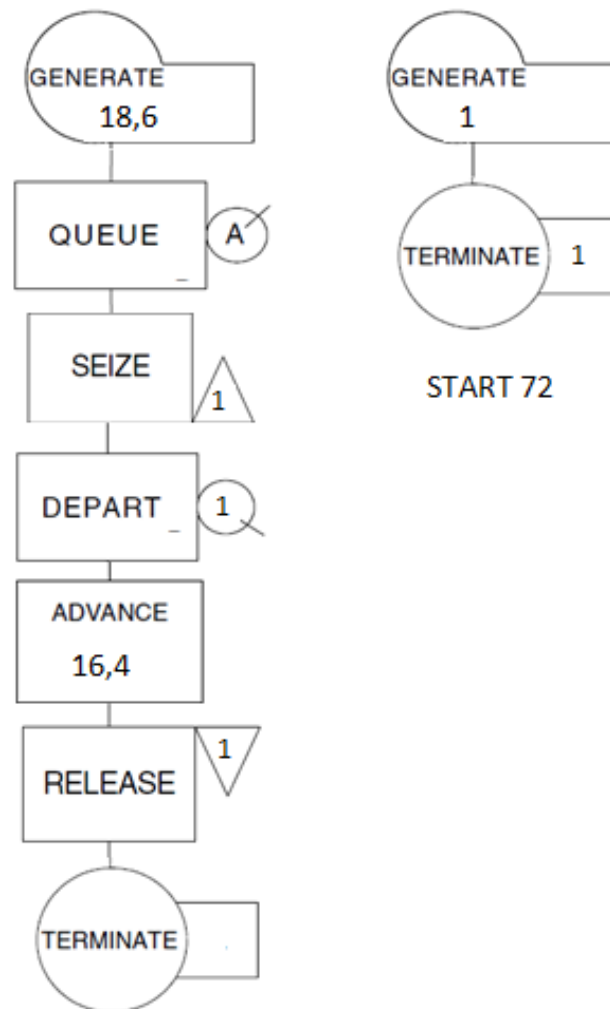 GENERATE
18,6
QUEUE
A
SEIZE
1
DEPART
1
ADVANCE
16,4
RELEASE
1
TERMINATE
GENERATE
1
TERMINATE 1
START 72